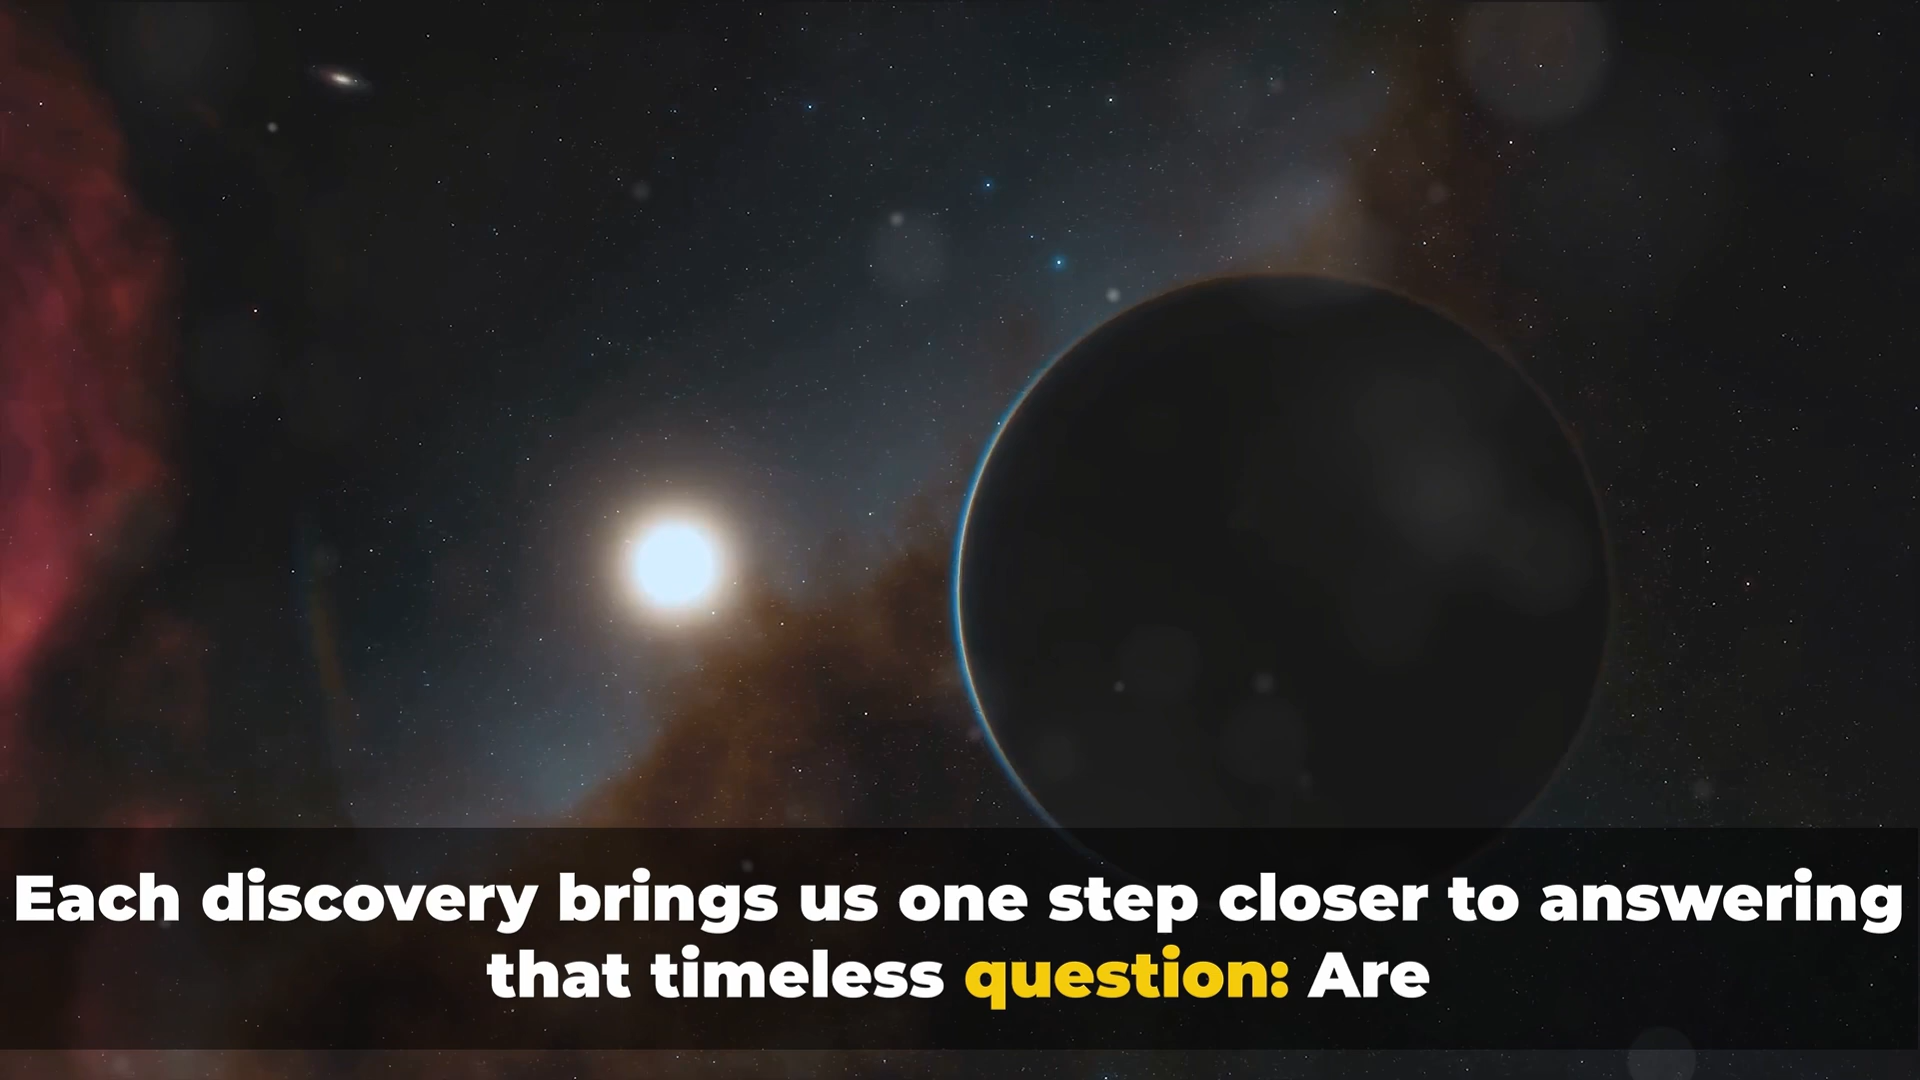 Each discovery brings us one step closer to answering
that timeless question: Are